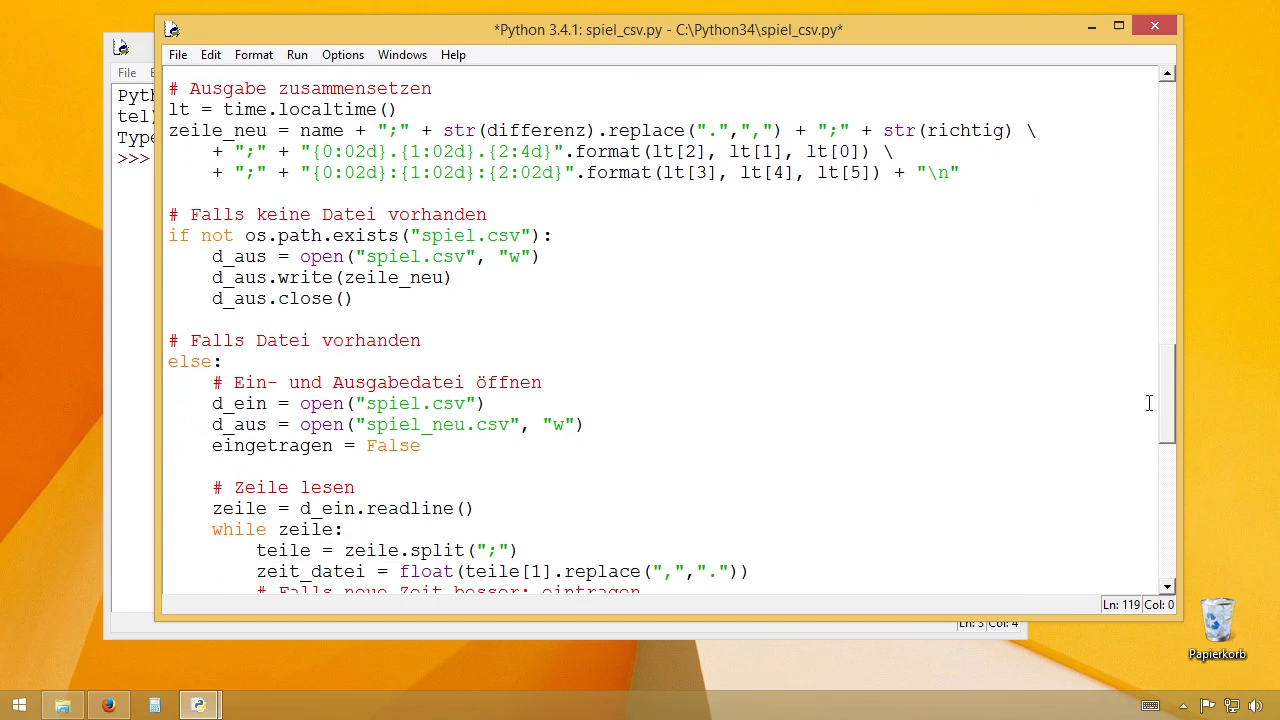 *Python 3.4.1: spiel_csv.py - C:\Python34\spiel_csv.py*
File Edit Format Run Options Windows Help
File
Pyth
tel)
Type
>>>
# Ausgabe zusammensetzen
lt = time.localtime()
zeile_neu = name + ";" + str(differenz).replace(".",",") + ";" + str(richtig) \
    + ";" + "{0:02d}.{1:02d}.{2:4d}".format(lt[2], lt[1], lt[0]) \
    + ";" + "{0:02d}:{1:02d}:{2:02d}".format(lt[3], lt[4], lt[5]) + "\n"
# Falls keine Datei vorhanden
if not os.path.exists("spiel.csv"):
    d_aus = open("spiel.csv", "w")
    d_aus.write(zeile_neu)
    d_aus.close()
# Falls Datei vorhanden
else:
    # Ein- und Ausgabedatei öffnen
    d_ein = open("spiel.csv")
    d_aus = open("spiel_neu.csv", "w")
    eingetragen = False
    # Zeile lesen
    zeile = d_ein.readline()
    while zeile:
        teile = zeile.split(";")
        zeit_datei = float(teile[1].replace(",","."))
        # Falls neue Zeit besser: eintragen
Ln: 119 Col: 0
Ln: 3 Col: 4
Papierkorb